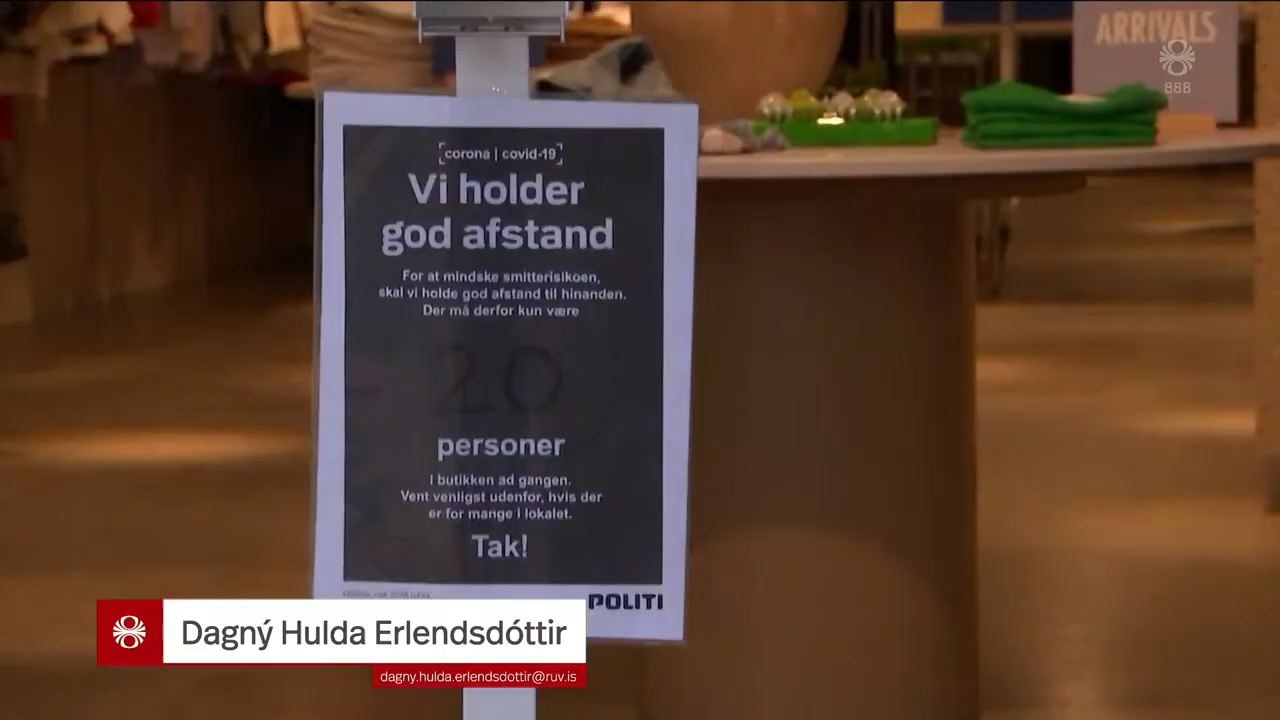 ARRIVALS
888
[corona | covid-19]
Vi holder
god afstand
For at mindske smitterisikoen,
skal vi holde god afstand til hinanden.
Der må derfor kun være
20
personer
i butikken ad gangen.
Vent venligst udenfor, hvis der
er for mange i lokalet.
Tak!
POLITI
Dagný Hulda Erlendsdóttir
dagny.hulda.erlendsdottir@ruv.is